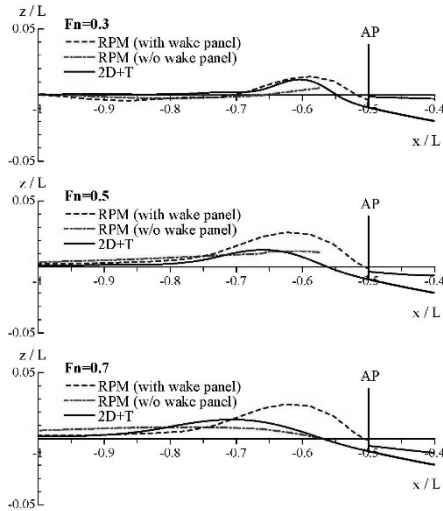 z / L
0.05
Fn=0.3
AP
RPM (with wake panel)
RPM (w/o wake panel)
2D+T
-1 -0.9 -0.8 -0.7 -0.6 -0.5 -0.4
x / L
-0.05
z / L
0.05
Fn=0.5
AP
RPM (with wake panel)
RPM (w/o wake panel)
2D+T
-1 -0.9 -0.8 -0.7 -0.6 -0.5 -0.4
x / L
-0.05
z / L
0.05
Fn=0.7
AP
RPM (with wake panel)
RPM (w/o wake panel)
2D+T
-1 -0.9 -0.8 -0.7 -0.6 -0.5 -0.4
x / L
-0.05